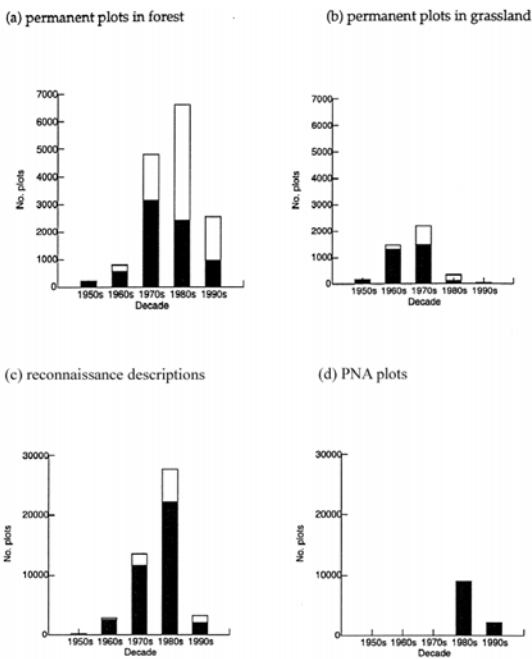 (a) permanent plots in forest
(b) permanent plots in grassland
7000
6000
5000
4000
3000
2000
1000
0
No. plots
1950s 1960s 1970s 1980s 1990s
Decade
7000
6000
5000
4000
3000
2000
1000
0
No. plots
1950s 1960s 1970s 1980s 1990s
Decade
(c) reconnaissance descriptions
(d) PNA plots
30000
20000
10000
0
No. plots
1950s 1960s 1970s 1980s 1990s
Decade
30000
20000
10000
0
No. plots
1950s 1960s 1970s 1980s 1990s
Decade